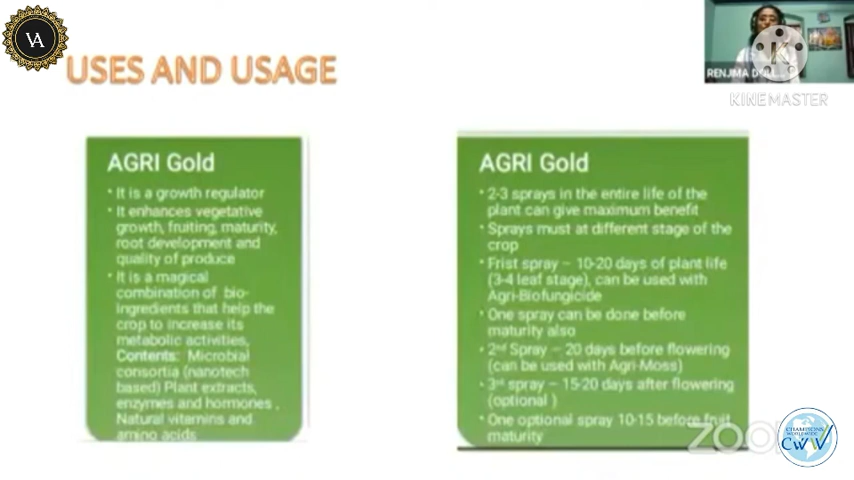 VA
USES AND USAGE
KINEMASTER
AGRI Gold
• It is a growth regulator
• It enhances vegetative
growth, fruiting, maturity,
root development and
quality of produce
• It is a magical
combination of bio-
ingredients that help the
crop to increase its
metabolic activities,
Contents: Microbial
consortia (nanotech
based) Plant extracts,
enzymes and hormones ,
Natural vitamins and
amino acids
AGRI Gold
• 2-3 sprays in the entire life of the
plant can give maximum benefit
• Sprays must at different stage of the
crop
• Frist spray – 10-20 days of plant life
(3-4 leaf stage), can be used with
Agri-Biofungicide
• One spray can be done before
maturity also
• 2nd Spray – 20 days before flowering
(can be used with Agri-Moss)
• 3rd spray – 15-20 days after flowering
(optional )
• One optional spray 10-15 before fruit
maturity
zoom
CHAMPIONS
WORLDWIDE
CWW
RENJIMA